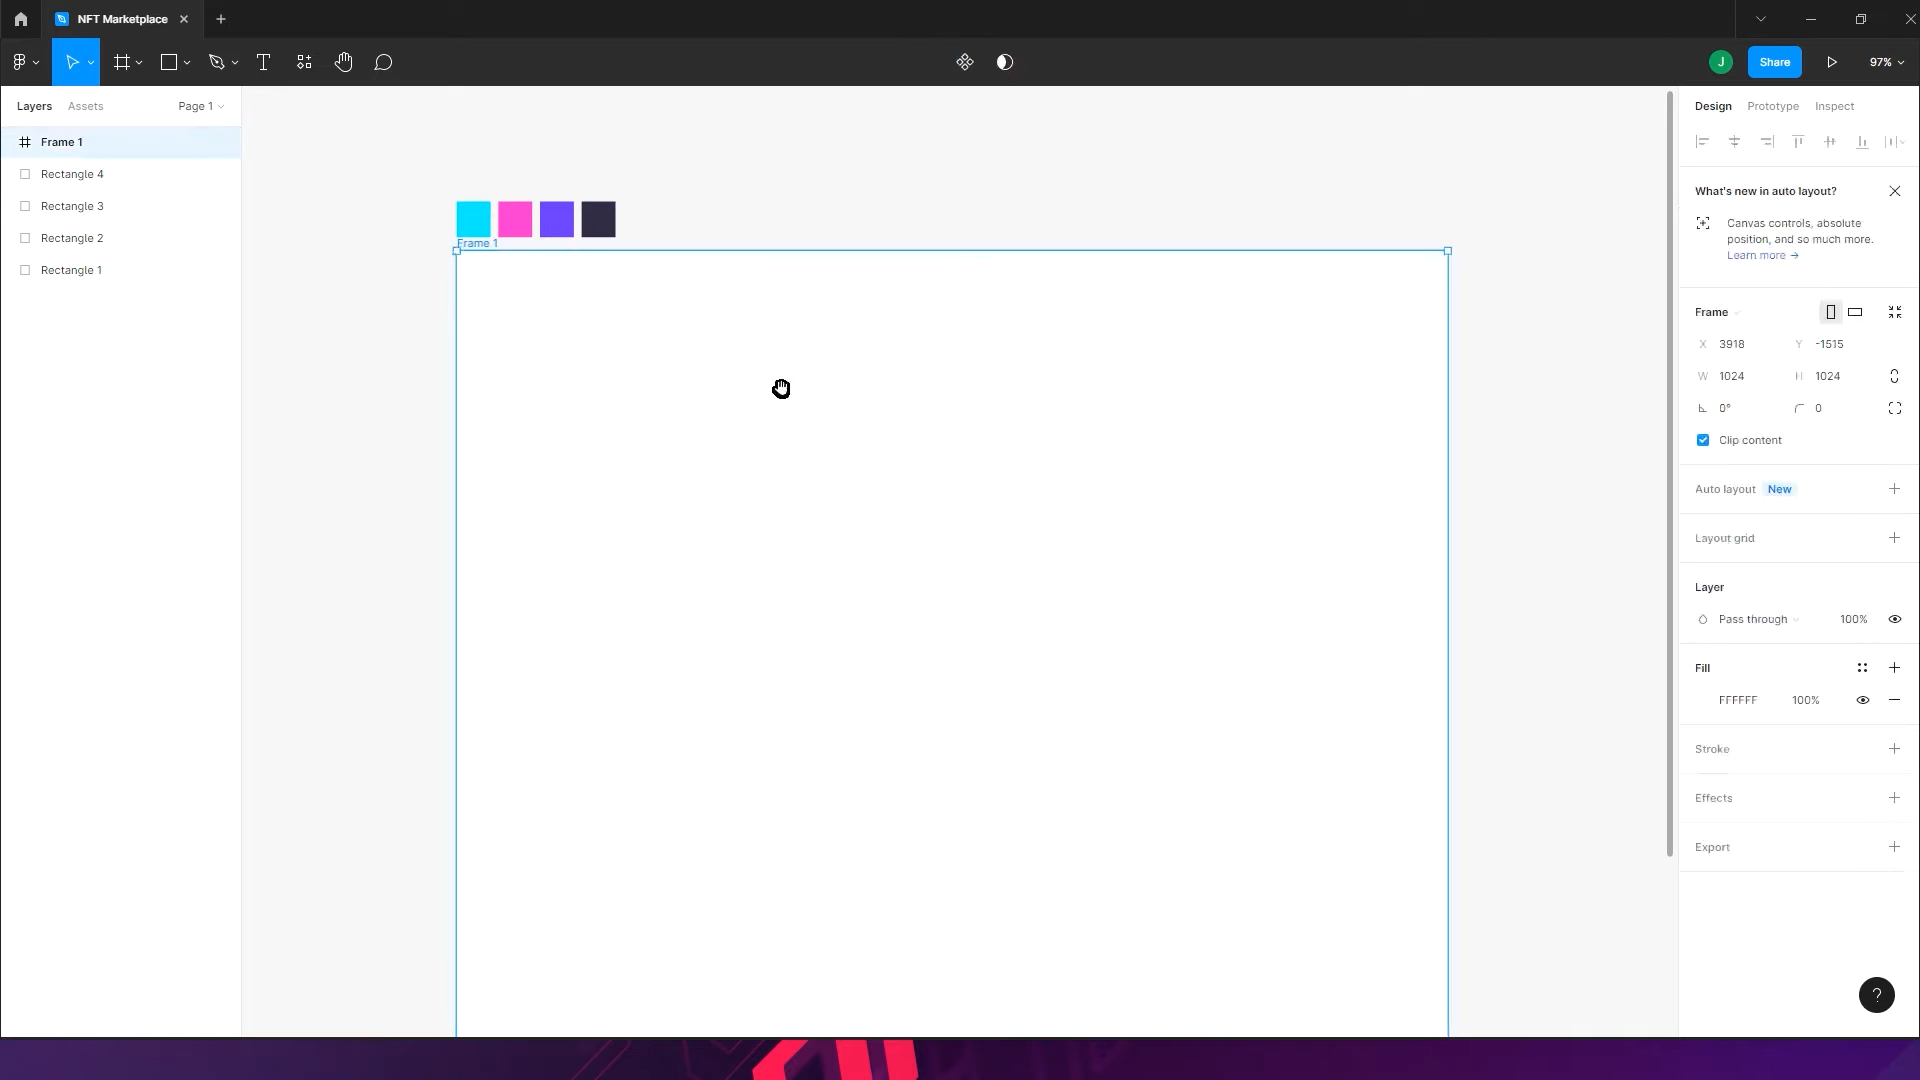 NFT Marketplace
T
J
Share
97%
Layers Assets Page 1
Frame 1
Rectangle 4
Rectangle 3
Rectangle 2
Rectangle 1
Frame 1
Design Prototype Inspect
What's new in auto layout?
Canvas controls, absolute
position, and so much more.
Learn more →
Frame
X 3918 Y -1515
W 1024 H 1024
0° 0
Clip content
Auto layout New
Layout grid
Layer
Pass through 100%
Fill
FFFFFF 100%
Stroke
Effects
Export
?